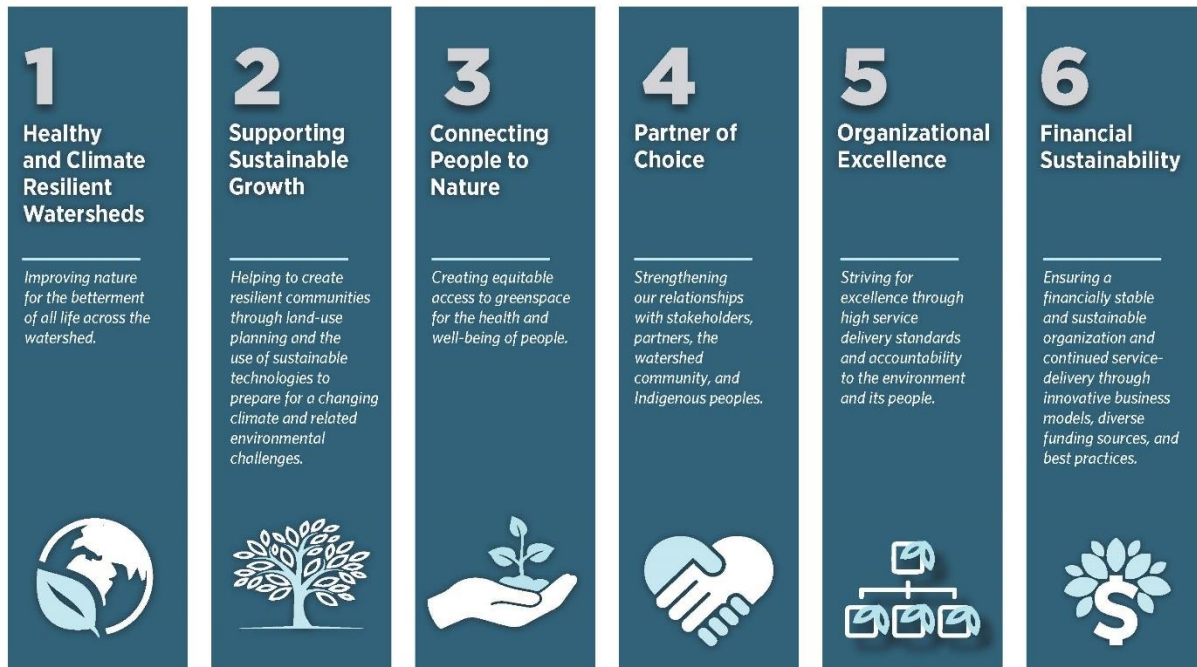 1
Healthy
and Climate
Resilient
Watersheds
Improving nature
for the betterment
of all life across the
watershed.
2
Supporting
Sustainable
Growth
Helping to create
resilient communities
through land-use
planning and the
use of sustainable
technologies to
prepare for a changing
climate and related
environmental
challenges.
3
Connecting
People to
Nature
Creating equitable
access to greenspace
for the health and
well-being of people.
4
Partner of
Choice
Strengthening
our relationships
with stakeholders,
partners, the
watershed
community, and
Indigenous peoples.
5
Organizational
Excellence
Striving for
excellence through
high service
delivery standards
and accountability
to the environment
and its people.
6
Financial
Sustainability
Ensuring a
financially stable
and sustainable
organization and
continued service-
delivery through
innovative business
models, diverse
funding sources, and
best practices.
$